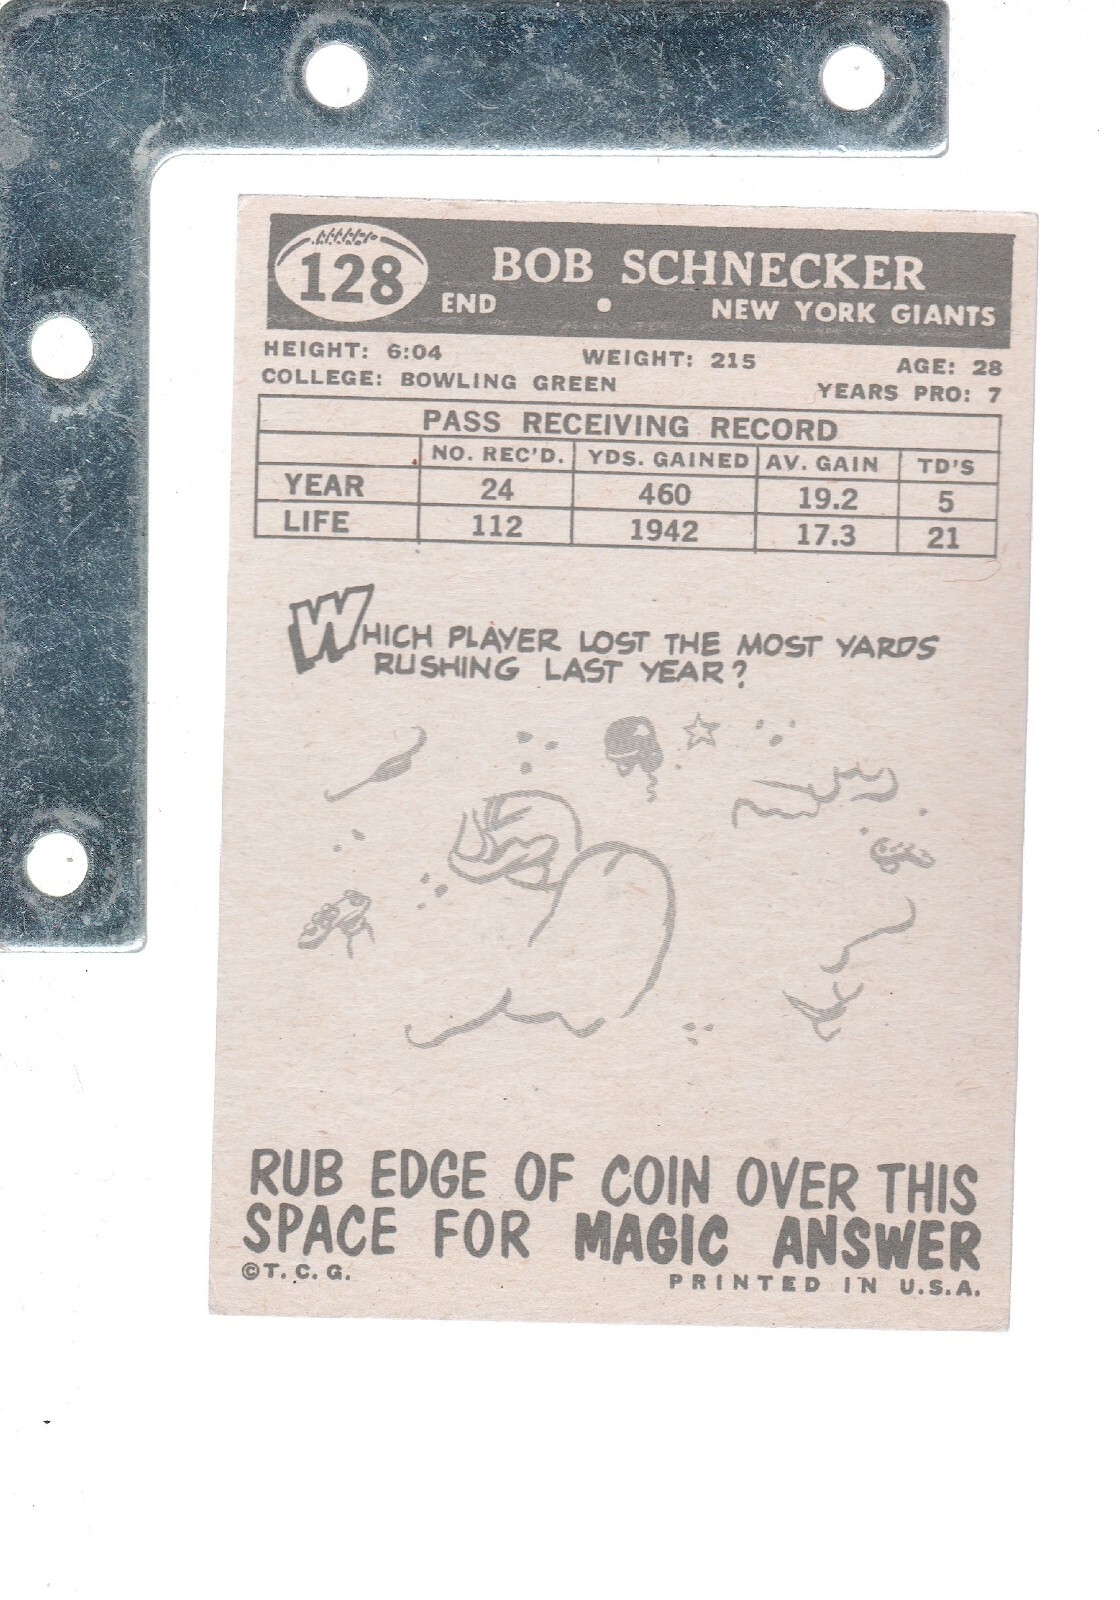 128
BOB SCHNECKER
END • NEW YORK GIANTS
HEIGHT: 6:04 WEIGHT: 215 AGE: 28
COLLEGE: BOWLING GREEN YEARS PRO: 7
PASS RECEIVING RECORD
NO. REC'D. YDS. GAINED AV. GAIN TD'S
YEAR 24 460 19.2 5
LIFE 112 1942 17.3 21
WHICH PLAYER LOST THE MOST YARDS
RUSHING LAST YEAR?
RUB EDGE OF COIN OVER THIS
SPACE FOR MAGIC ANSWER
©T. C. G.
PRINTED IN U.S.A.